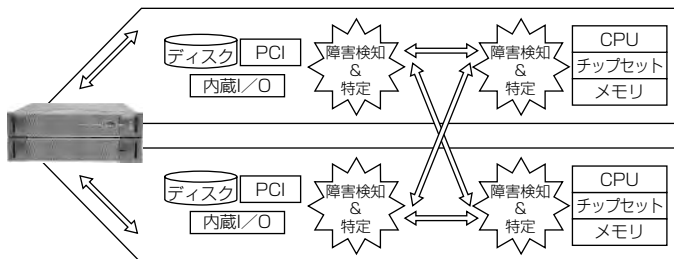 ディスク
PCI
内蔵I/O
障害検知
&
特定
障害検知
&
特定
CPU
チップセット
メモリ
ディスク
PCI
内蔵I/O
障害検知
&
特定
障害検知
&
特定
CPU
チップセット
メモリ